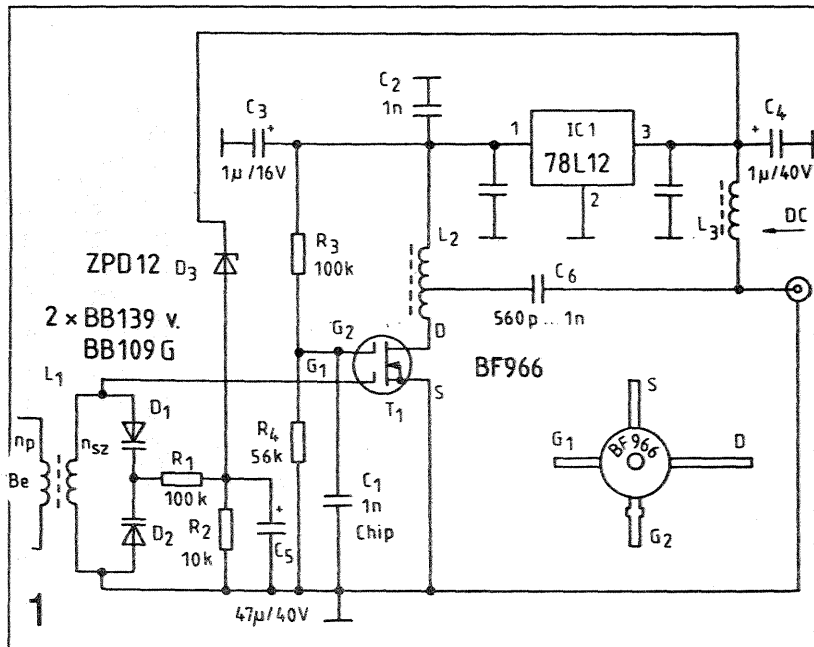 C2
1n
C3
+
1µ/16V
1
IC1
78L12
3
2
+
C4
1µ/40V
L3
DC
R3
100k
L2
ZPD12
D3
C6
560p...1n
2 × BB139 v.
BB109G
G2
G1
D
S
T1
BF966
L1
D1
np
nsz
Be
R1
100k
D2
R2
10k
+
C5
47µ/40V
R4
56k
C1
1n
Chip
S
G1
BF966
D
G2
1